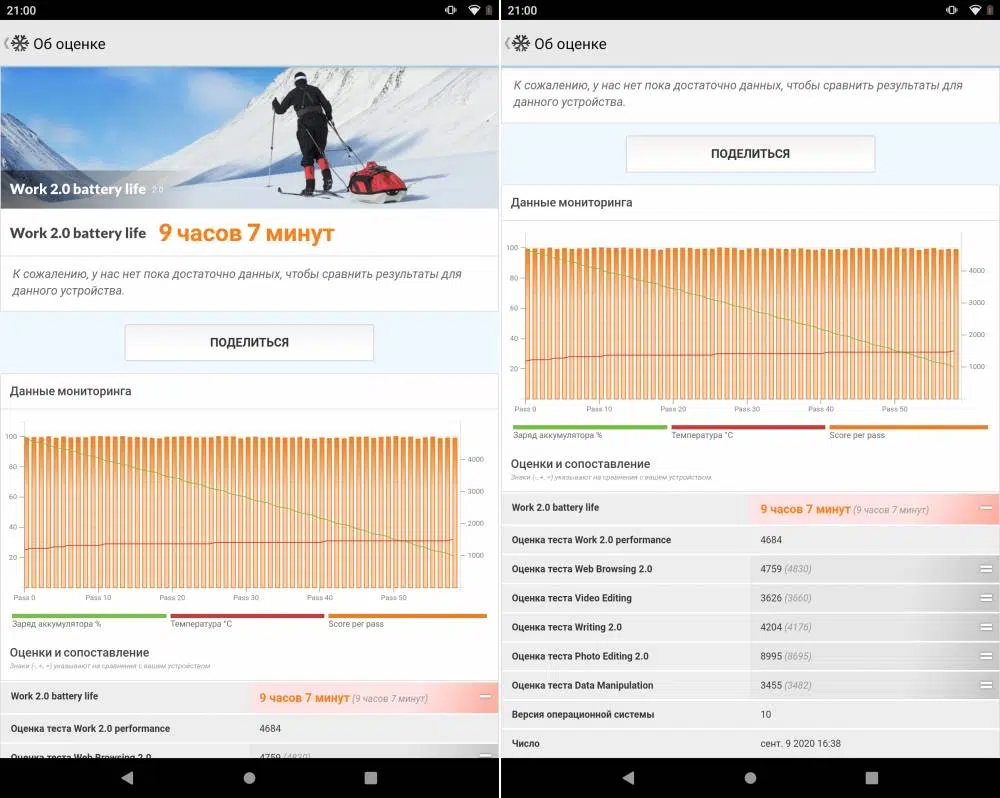 21:00
Об оценке
Work 2.0 battery life 2.0
Work 2.0 battery life 9 часов 7 минут
К сожалению, у нас нет пока достаточно данных, чтобы сравнить результаты для
данного устройства.
ПОДЕЛИТЬСЯ
Данные мониторинга
100
80
60
40
20
4000
3000
2000
1000
Pass 0 Pass 10 Pass 20 Pass 30 Pass 40 Pass 50
Заряд аккумулятора % Температура °C Score per pass
Оценки и сопоставление
Знаки (-, +, =) указывают на сравнения с вашем устройством
Work 2.0 battery life 9 часов 7 минут (9 часов 7 минут)
Оценка теста Work 2.0 performance 4684
Оценка теста Web Browsing 2.0 4759 (4830)
21:00
Об оценке
К сожалению, у нас нет пока достаточно данных, чтобы сравнить результаты для
данного устройства.
ПОДЕЛИТЬСЯ
Данные мониторинга
100
80
60
40
20
4000
3000
2000
1000
Pass 0 Pass 10 Pass 20 Pass 30 Pass 40 Pass 50
Заряд аккумулятора % Температура °C Score per pass
Оценки и сопоставление
Знаки (-, +, =) указывают на сравнения с вашем устройством
Work 2.0 battery life 9 часов 7 минут (9 часов 7 минут)
Оценка теста Work 2.0 performance 4684
Оценка теста Web Browsing 2.0 4759 (4830)
Оценка теста Video Editing 3626 (3660)
Оценка теста Writing 2.0 4204 (4176)
Оценка теста Photo Editing 2.0 8995 (8695)
Оценка теста Data Manipulation 3455 (3482)
Версия операционной системы 10
Число сент. 9 2020 16:38